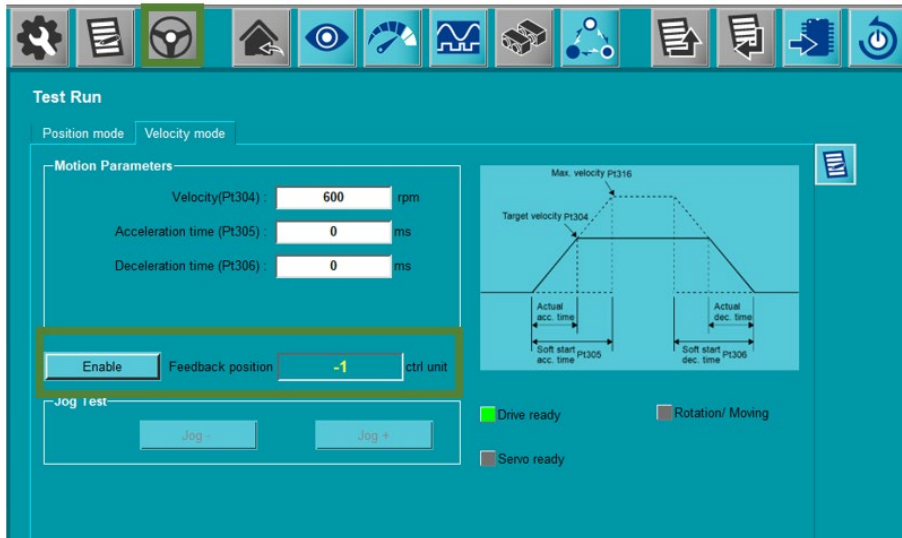 Test Run
Position mode Velocity mode
Motion Parameters
Velocity(Pt304) : 600 rpm
Acceleration time (Pt305) : 0 ms
Deceleration time (Pt306) : 0 ms
Enable Feedback position -1 ctrl unit
Jog Test
Jog - Jog +
Max. velocity Pt316
Target velocity Pt304
Actual
acc. time
Actual
dec. time
Soft start
acc. time Pt305
Soft start
dec. time Pt306
Drive ready Rotation/ Moving
Servo ready